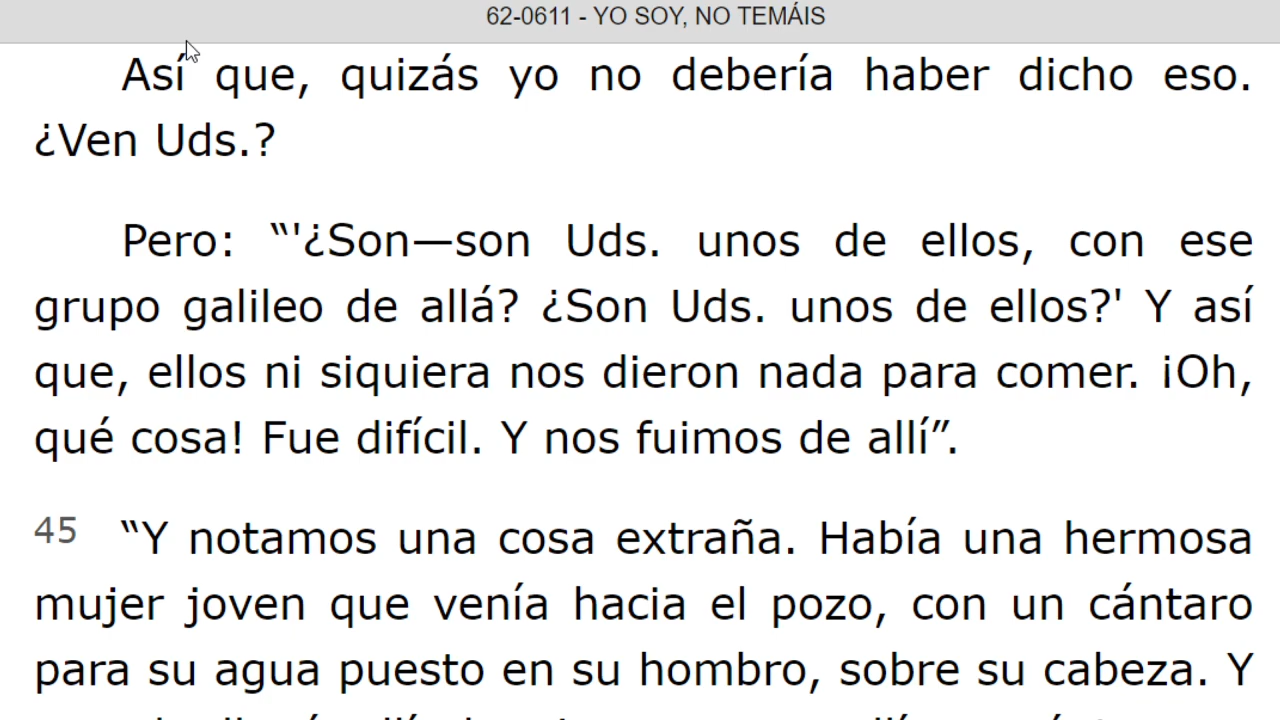 62-0611 - YO SOY, NO TEMÁIS
Así que, quizás yo no debería haber dicho eso.
¿Ven Uds.?
Pero: “'¿Son—son Uds. unos de ellos, con ese
grupo galileo de allá? ¿Son Uds. unos de ellos?' Y así
que, ellos ni siquiera nos dieron nada para comer. ¡Oh,
qué cosa! Fue difícil. Y nos fuimos de allí”.
45 “Y notamos una cosa extraña. Había una hermosa
mujer joven que venía hacia el pozo, con un cántaro
para su agua puesto en su hombro, sobre su cabeza. Y